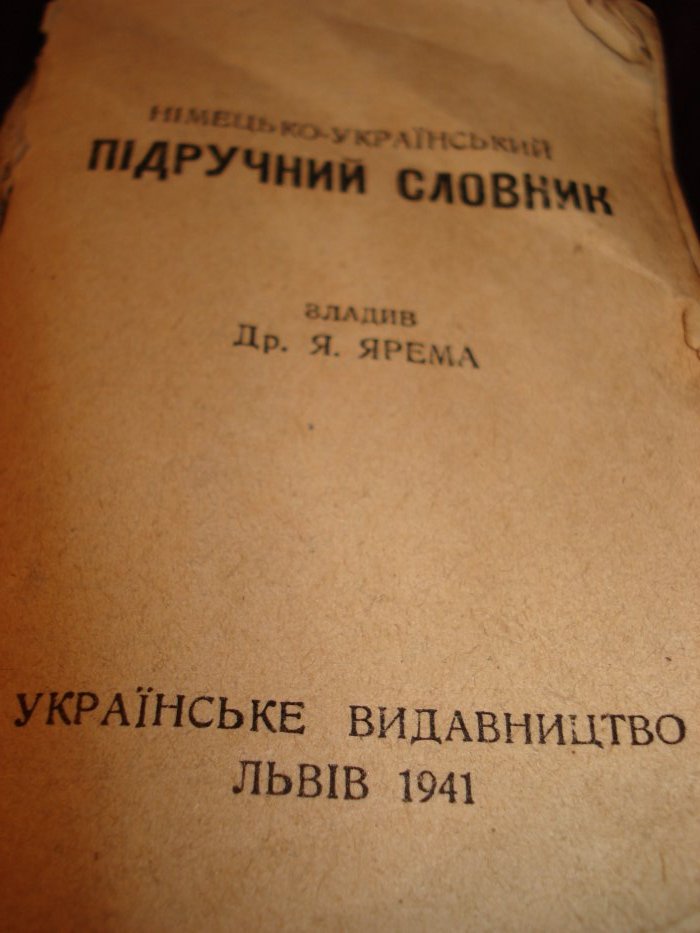 НІМЕЦЬКО-УКРАЇНСЬКИЙ
ПІДРУЧНИЙ СЛОВНИК
ЗЛАДИВ
Др. Я. ЯРЕМА
УКРАЇНСЬКЕ ВИДАВНИЦТВО
ЛЬВІВ 1941